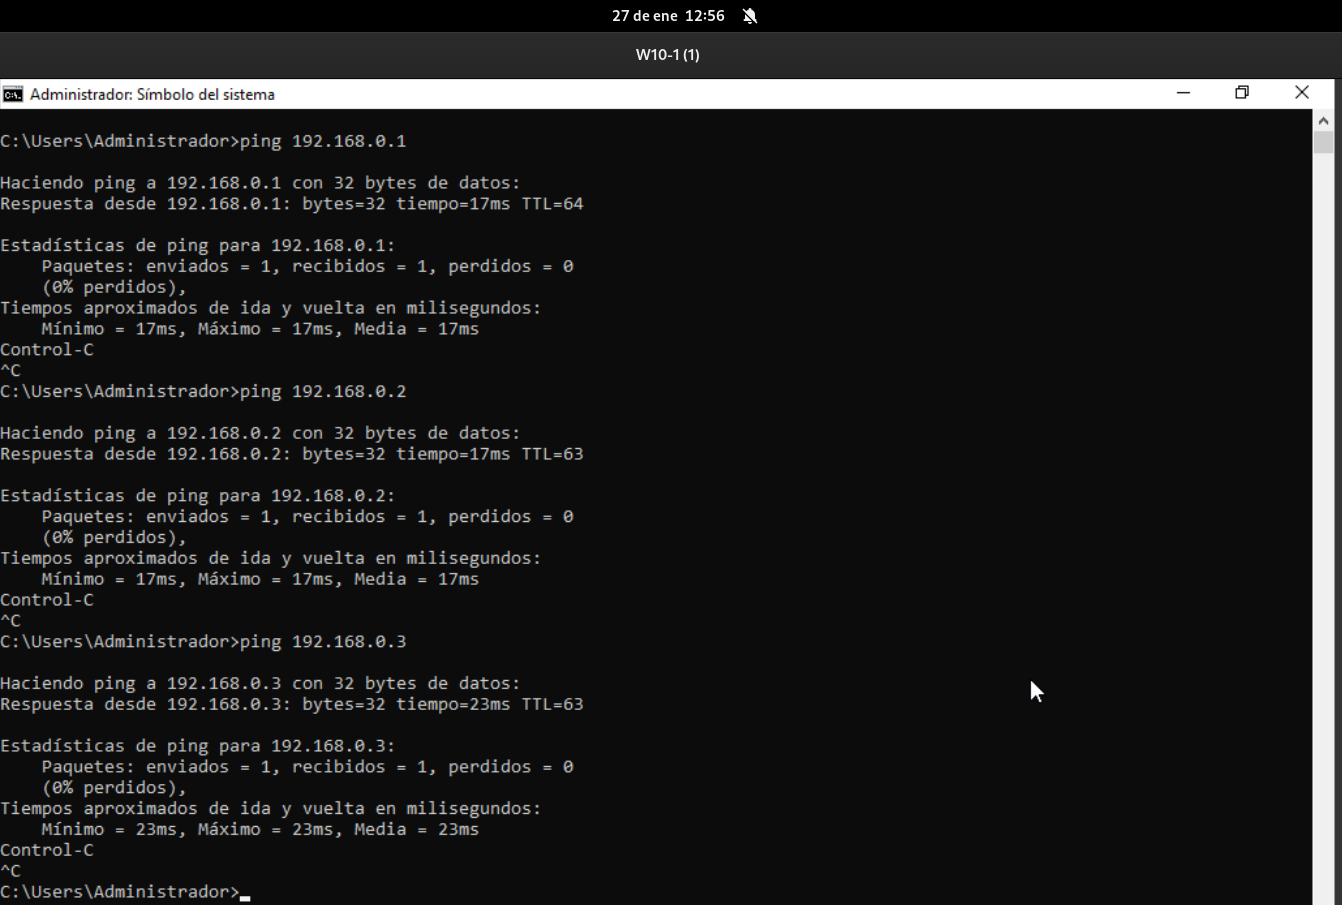 27 de ene 12:56
W10-1 (1)
Administrador: Símbolo del sistema
C:\Users\Administrador>ping 192.168.0.1
Haciendo ping a 192.168.0.1 con 32 bytes de datos:
Respuesta desde 192.168.0.1: bytes=32 tiempo=17ms TTL=64
Estadísticas de ping para 192.168.0.1:
    Paquetes: enviados = 1, recibidos = 1, perdidos = 0
    (0% perdidos),
Tiempos aproximados de ida y vuelta en milisegundos:
    Mínimo = 17ms, Máximo = 17ms, Media = 17ms
Control-C
^C
C:\Users\Administrador>ping 192.168.0.2
Haciendo ping a 192.168.0.2 con 32 bytes de datos:
Respuesta desde 192.168.0.2: bytes=32 tiempo=17ms TTL=63
Estadísticas de ping para 192.168.0.2:
    Paquetes: enviados = 1, recibidos = 1, perdidos = 0
    (0% perdidos),
Tiempos aproximados de ida y vuelta en milisegundos:
    Mínimo = 17ms, Máximo = 17ms, Media = 17ms
Control-C
^C
C:\Users\Administrador>ping 192.168.0.3
Haciendo ping a 192.168.0.3 con 32 bytes de datos:
Respuesta desde 192.168.0.3: bytes=32 tiempo=23ms TTL=63
Estadísticas de ping para 192.168.0.3:
    Paquetes: enviados = 1, recibidos = 1, perdidos = 0
    (0% perdidos),
Tiempos aproximados de ida y vuelta en milisegundos:
    Mínimo = 23ms, Máximo = 23ms, Media = 23ms
Control-C
^C
C:\Users\Administrador>